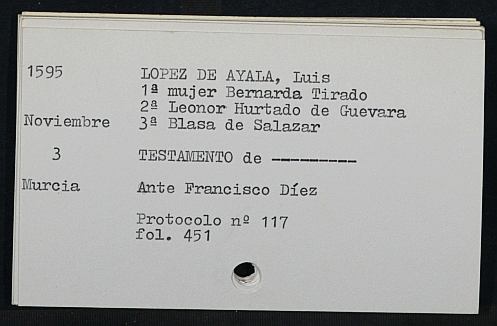 1595 LOPEZ DE AYALA, Luis
1ª mujer Bernarda Tirado
2ª Leonor Hurtado de Guevara
Noviembre 3ª Blasa de Salazar
3 TESTAMENTO de ---------
Murcia Ante Francisco Díez
Protocolo nº 117
fol. 451